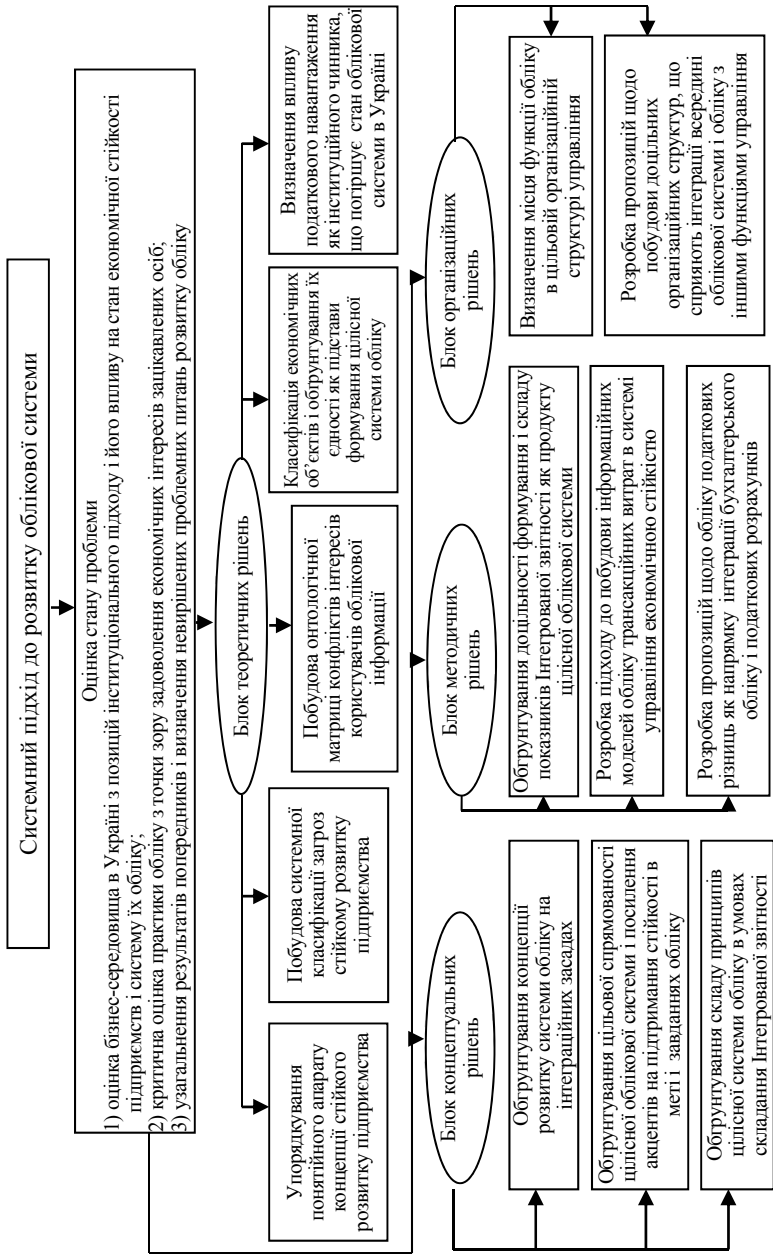 Системний підхід до розвитку облікової системи
Оцінка стану проблеми
1) оцінка бізнес-середовища в Україні з позицій інституціонального підходу і його впливу на стан економічної стійкості
підприємств і систему їх обліку;
2) критична оцінка практики обліку з точки зору задоволення економічних інтересів зацікавлених осіб;
3) узагальнення результатів попередників і визначення невирішених проблемних питань розвитку обліку
Блок теоретичних рішень
Упорядкування
понятійного апарату
концепції стійкого
розвитку підприємства
Побудова системної
класифікації загроз
стійкому розвитку
підприємства
Побудова онтологічної
матриці конфліктів інтересів
користувачів облікової
інформації
Класифікація економічних
об’єктів і обґрунтування їх
єдності як підстави
формування цілісної
системи обліку
Визначення впливу
податкового навантаження
як інституційного чинника,
що погіршує стан облікової
системи в Україні
Блок концептуальних
рішень
Обґрунтування концепції
розвитку системи обліку на
інтеграційних засадах
Обґрунтування цільової спрямованості
цілісної облікової системи і посилення
акцентів на підтримання стійкості в
меті і завданнях обліку
Обґрунтування складу принципів
цілісної системи обліку в умовах
складання Інтегрованої звітності
Блок методичних
рішень
Обґрунтування доцільності формування і складу
показників Інтегрованої звітності як продукту
цілісної облікової системи
Розробка підходу до побудови інформаційних
моделей обліку трансакційних витрат в системі
управління економічною стійкістю
Розробка пропозицій щодо обліку податкових
різниць як напрямку інтеграції бухгалтерського
обліку і податкових розрахунків
Блок організаційних
рішень
Визначення місця функції обліку
в цільовій організаційній
структурі управління
Розробка пропозицій щодо
побудови доцільних
організаційних структур, що
сприяють інтеграції всередині
облікової системи і обліку з
іншими функціями управління